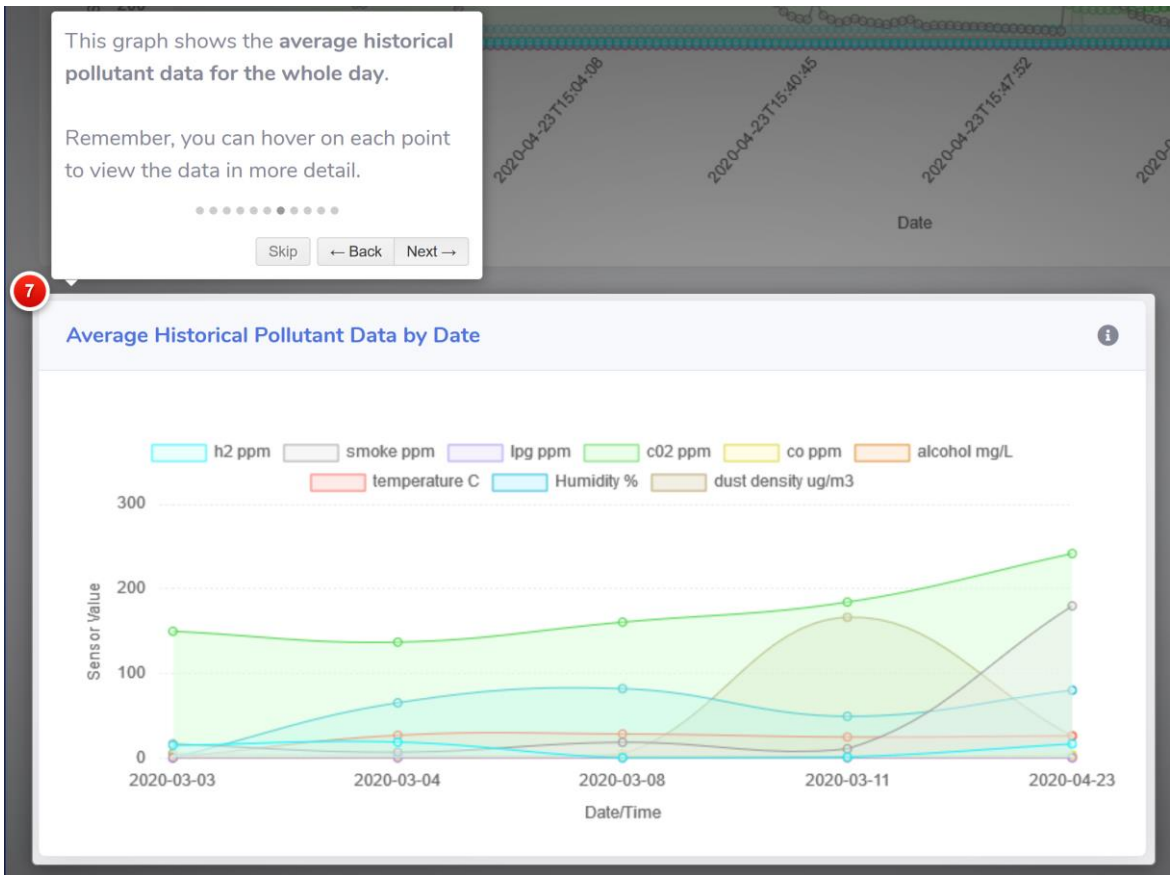 200
This graph shows the average historical
pollutant data for the whole day.
Remember, you can hover on each point
to view the data in more detail.
Skip
← Back
Next →
2020-04-23T15:04:08
2020-04-23T15:40:45
2020-04-23T15:47:52
Date
7
Average Historical Pollutant Data by Date
h2 ppm
smoke ppm
lpg ppm
c02 ppm
co ppm
alcohol mg/L
temperature C
Humidity %
dust density ug/m3
Sensor Value
300
200
100
0
2020-03-03
2020-03-04
2020-03-08
2020-03-11
2020-04-23
Date/Time